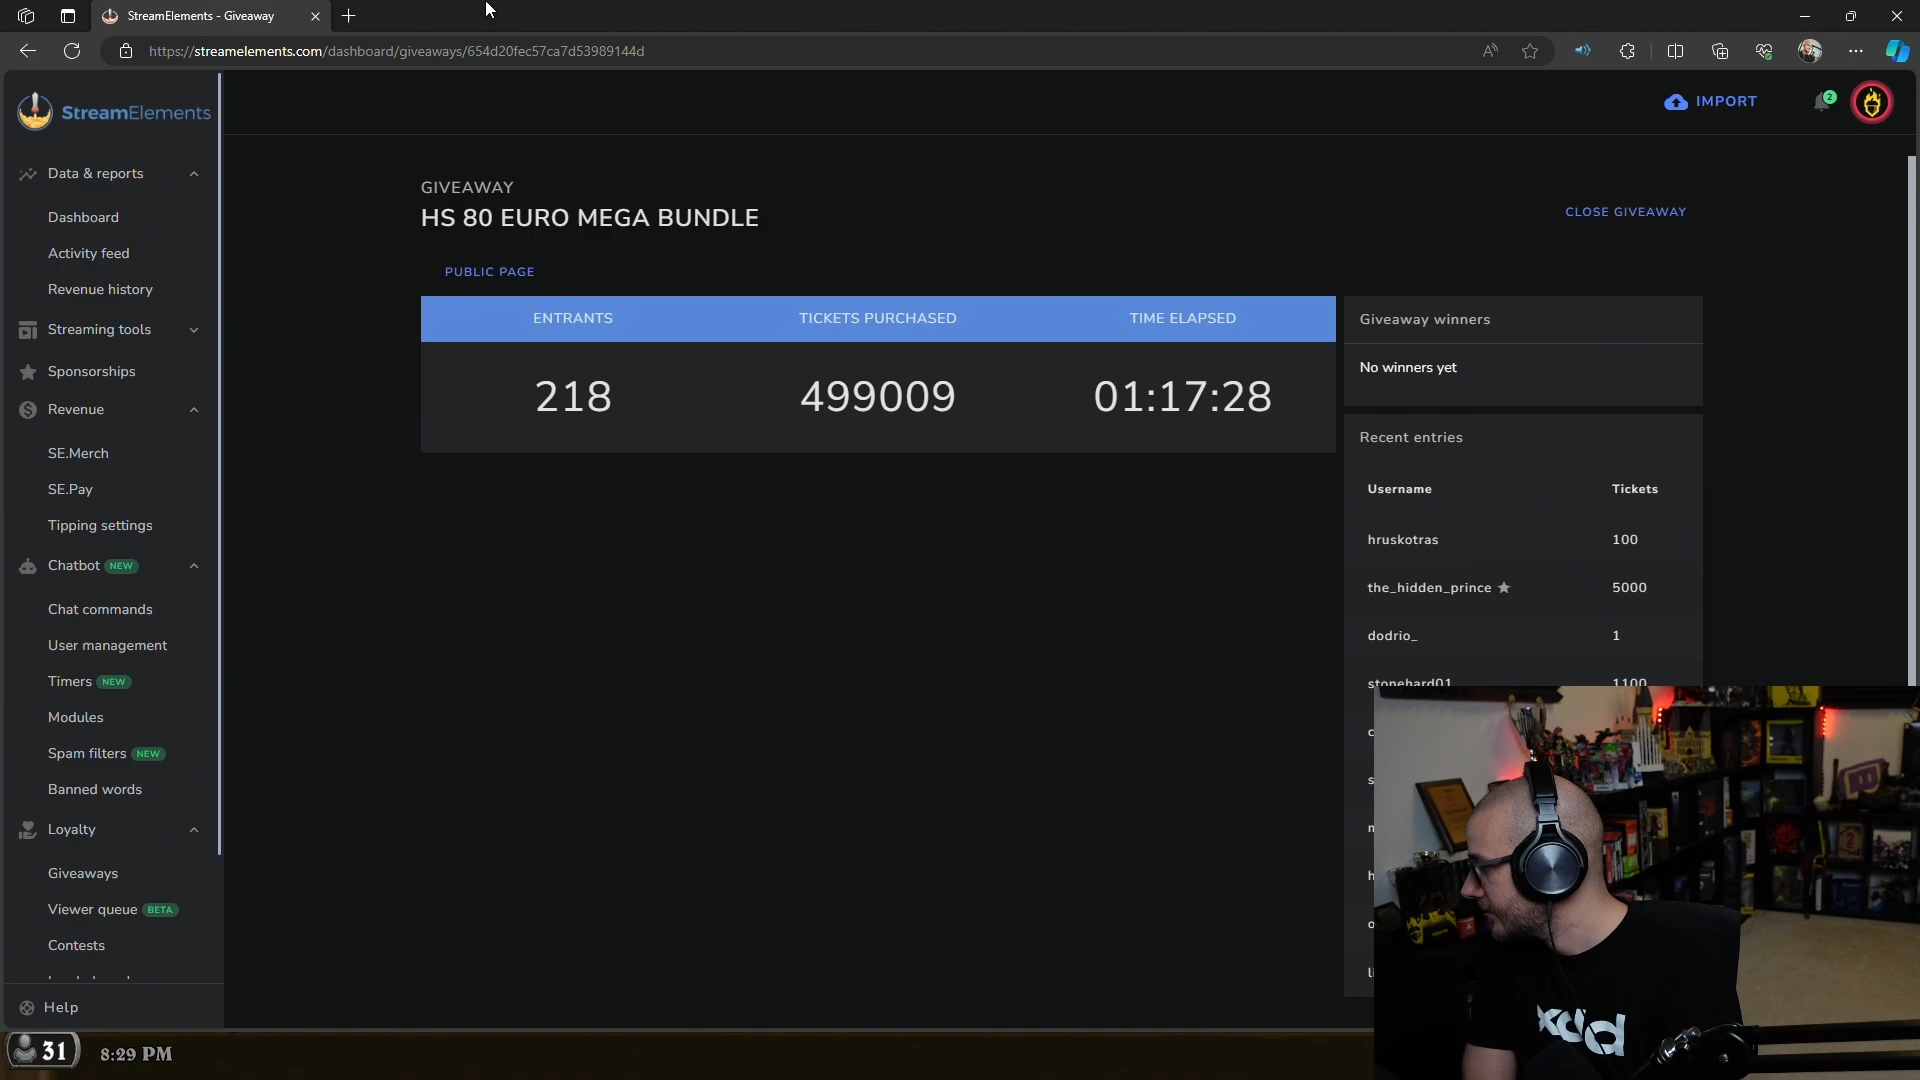 StreamElements - Giveaway
https://streamelements.com/dashboard/giveaways/654d20fec57ca7d53989144d
StreamElements
IMPORT
2
Data & reports
Dashboard
Activity feed
Revenue history
Streaming tools
Sponsorships
Revenue
SE.Merch
SE.Pay
Tipping settings
Chatbot NEW
Chat commands
User management
Timers NEW
Modules
Spam filters NEW
Banned words
Loyalty
Giveaways
Viewer queue BETA
Contests
Help
31 8:29 PM
GIVEAWAY
HS 80 EURO MEGA BUNDLE
CLOSE GIVEAWAY
PUBLIC PAGE
ENTRANTS TICKETS PURCHASED TIME ELAPSED
218 499009 01:17:28
Giveaway winners
No winners yet
Recent entries
Username Tickets
hruskotras 100
the_hidden_prince 5000
dodrio_ 1
stonehard01 1100